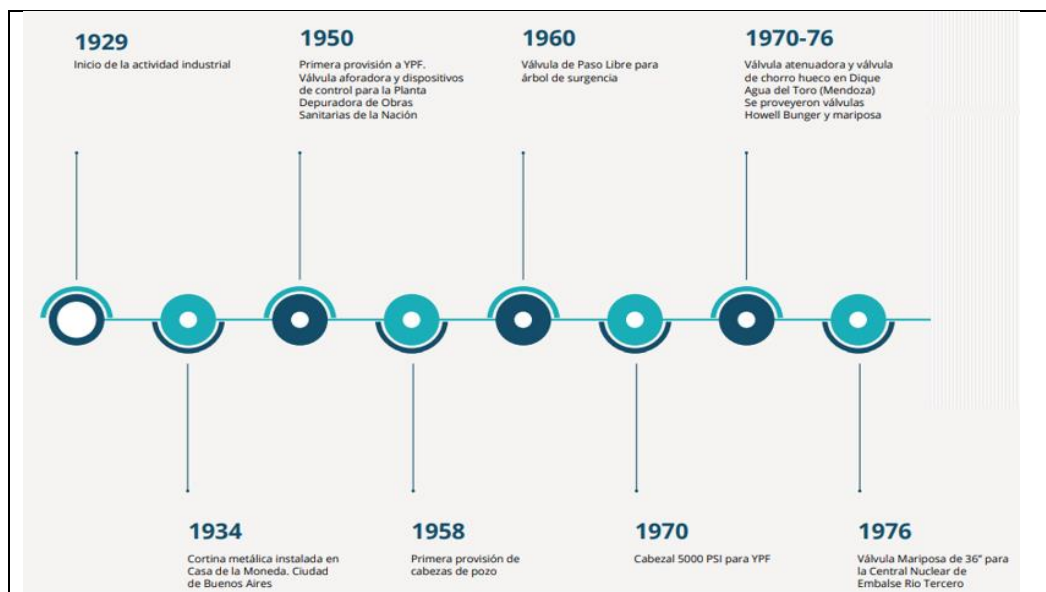 1929
Inicio de la actividad industrial
1950
Primera provisión a YPF.
Válvula aforadora y dispositivos
de control para la Planta
Depuradora de Obras
Sanitarias de la Nación
1960
Válvula de Paso Libre para
árbol de surgencia
1970-76
Válvula atenuadora y válvula
de chorro hueco en Dique
Agua del Toro (Mendoza)
Se proveyeron válvulas
Howell Bunger y mariposa
1934
Cortina metálica instalada en
Casa de la Moneda. Ciudad
de Buenos Aires
1958
Primera provisión de
cabezas de pozo
1970
Cabezal 5000 PSI para YPF
1976
Válvula Mariposa de 36” para
la Central Nuclear de
Embalse Rio Tercero